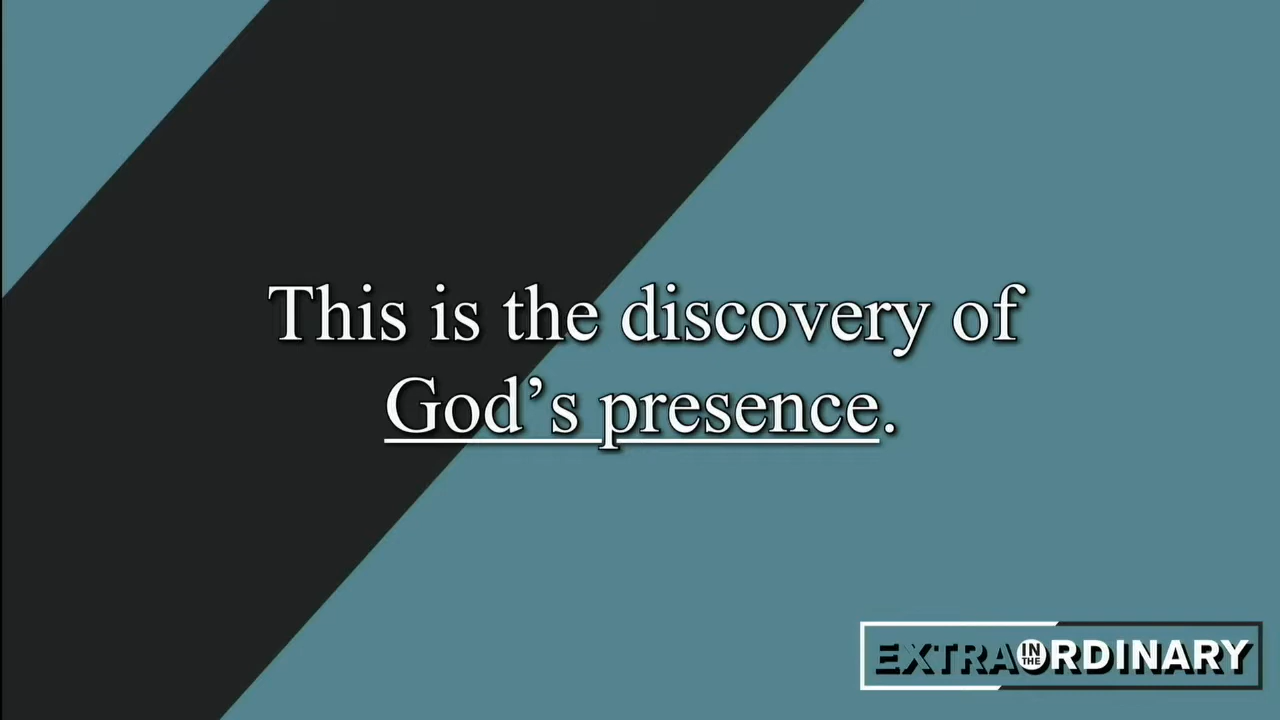 This is the discovery of
God’s presence.
EXTRA IN THE ORDINARY